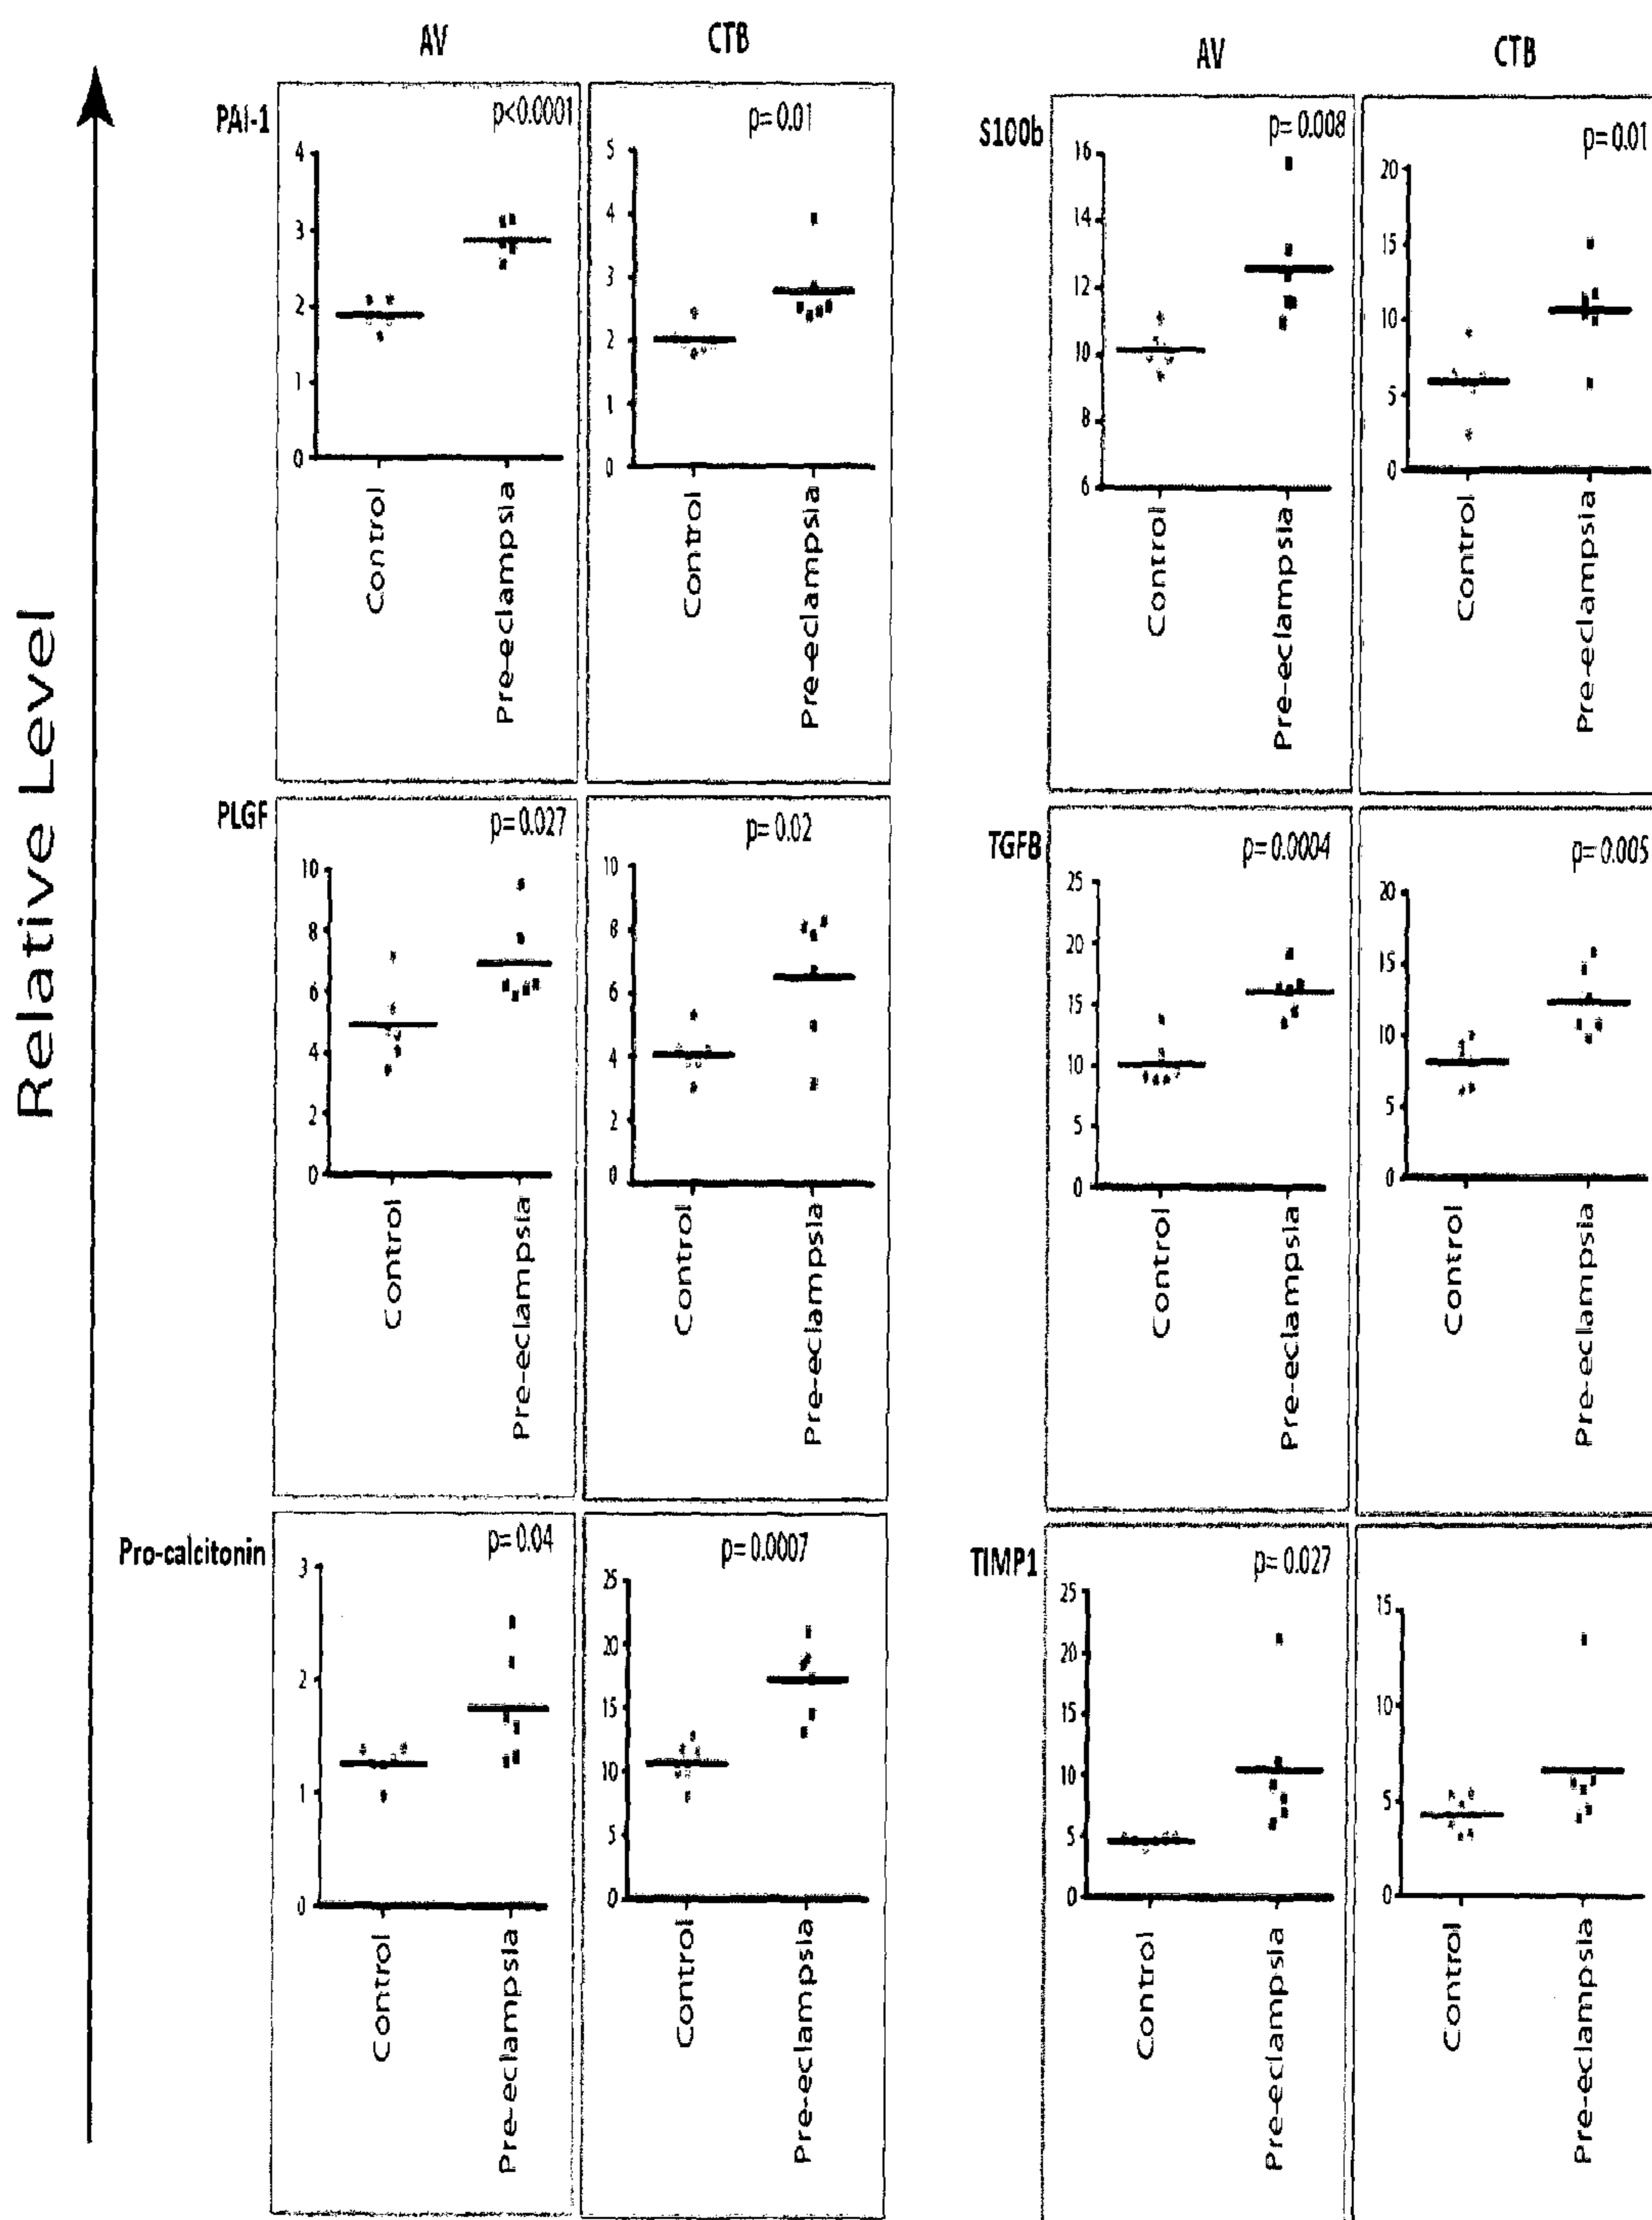 Relative Level
AV
CTB
PAI-1
p<0.0001
4
3
2
1
0
Control
Pre-eclampsia
p= 0.01
5
4
3
2
1
0
Control
Pre-eclampsia
PLGF
p= 0.027
10
8
6
4
2
0
Control
Pre-eclampsia
p= 0.02
10
8
6
4
2
0
Control
Pre-eclampsia
Pro-calcitonin
p= 0.04
3
2
1
0
Control
Pre-eclampsia
p= 0.0007
25
20
15
10
5
0
Control
Pre-eclampsia
AV
CTB
S100b
p= 0.008
16
14
12
10
8
6
Control
Pre-eclampsia
p= 0.01
20
15
10
5
0
Control
Pre-eclampsia
TGFB
p= 0.0004
25
20
15
10
5
0
Control
Pre-eclampsia
p= 0.005
20
15
10
5
0
Control
Pre-eclampsia
TIMP1
p= 0.027
25
20
15
10
5
0
Control
Pre-eclampsia
15
10
5
0
Control
Pre-eclampsia